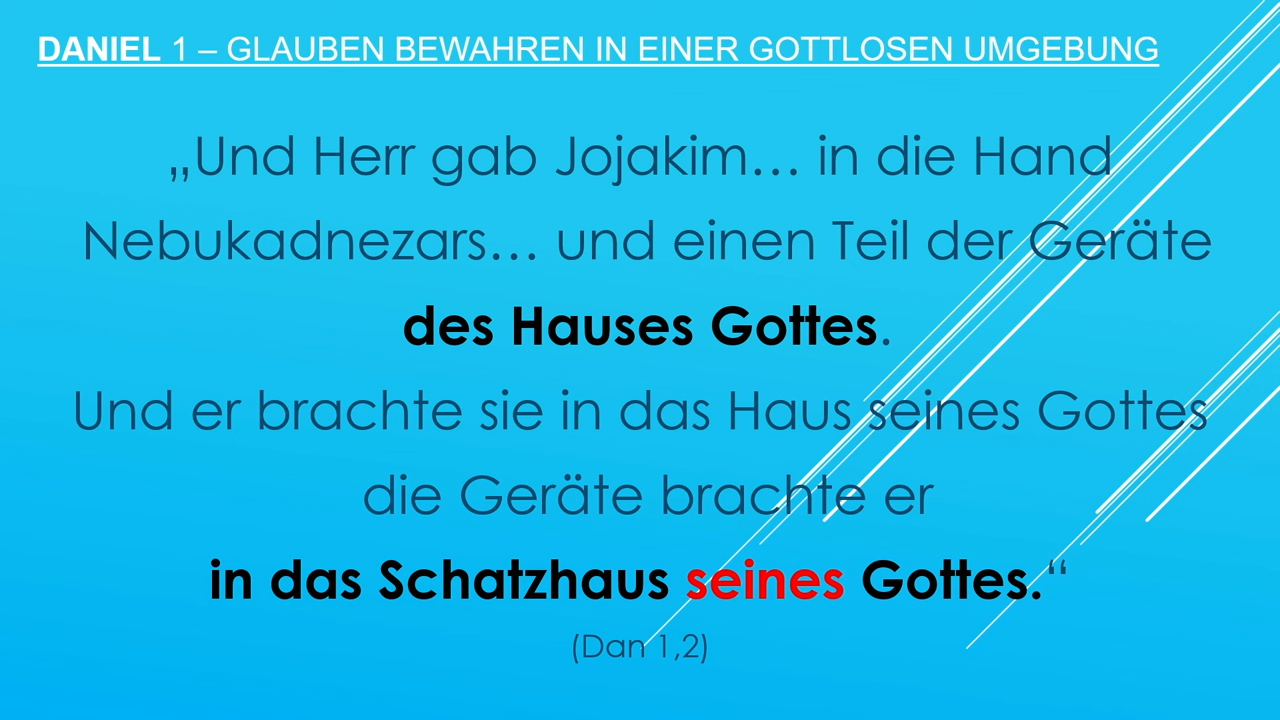 DANIEL 1 – GLAUBEN BEWAHREN IN EINER GOTTLOSEN UMGEBUNG
„Und Herr gab Jojakim… in die Hand
Nebukadnezars… und einen Teil der Geräte
des Hauses Gottes.
Und er brachte sie in das Haus seines Gottes
die Geräte brachte er
in das Schatzhaus seines Gottes.“
(Dan 1,2)